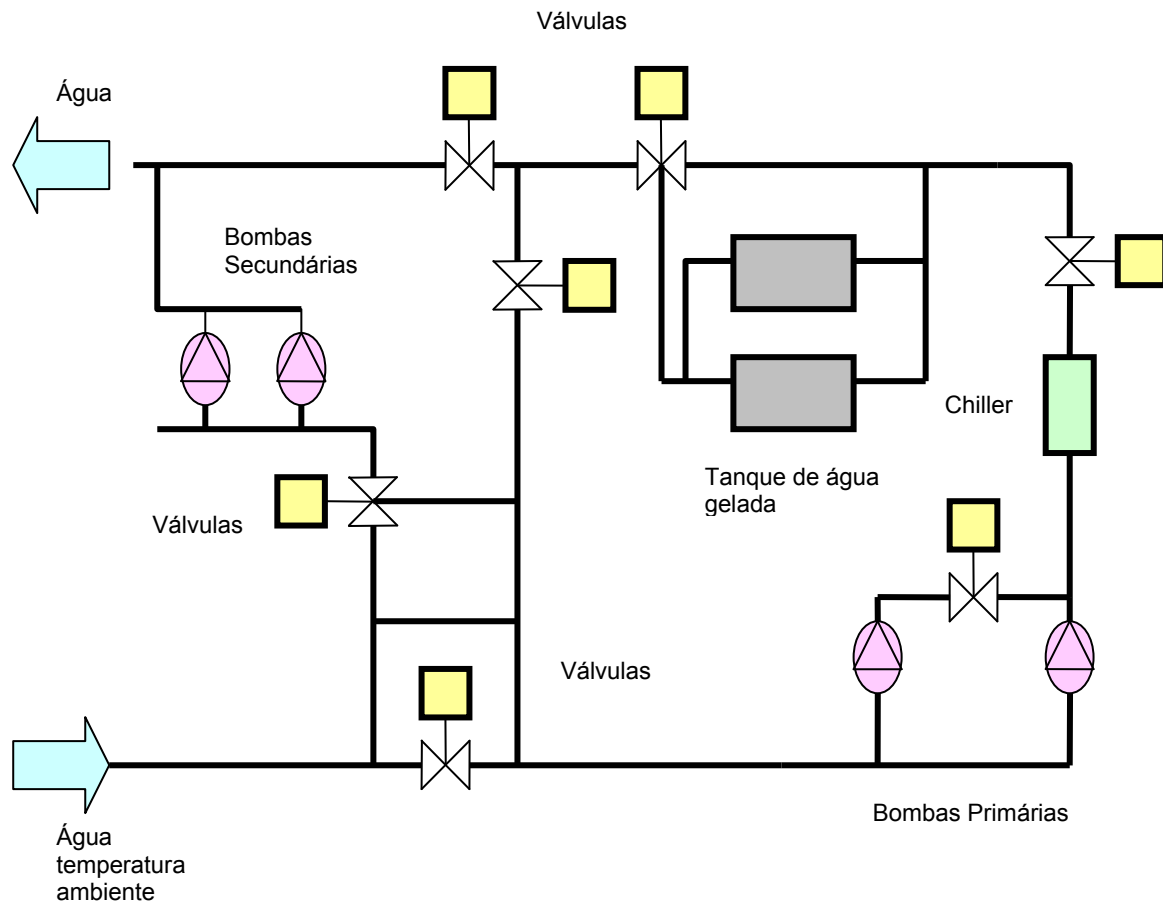 Válvulas
Água
Bombas
Secundárias
Chiller
Tanque de água
gelada
Válvulas
Válvulas
Bombas Primárias
Água
temperatura
ambiente